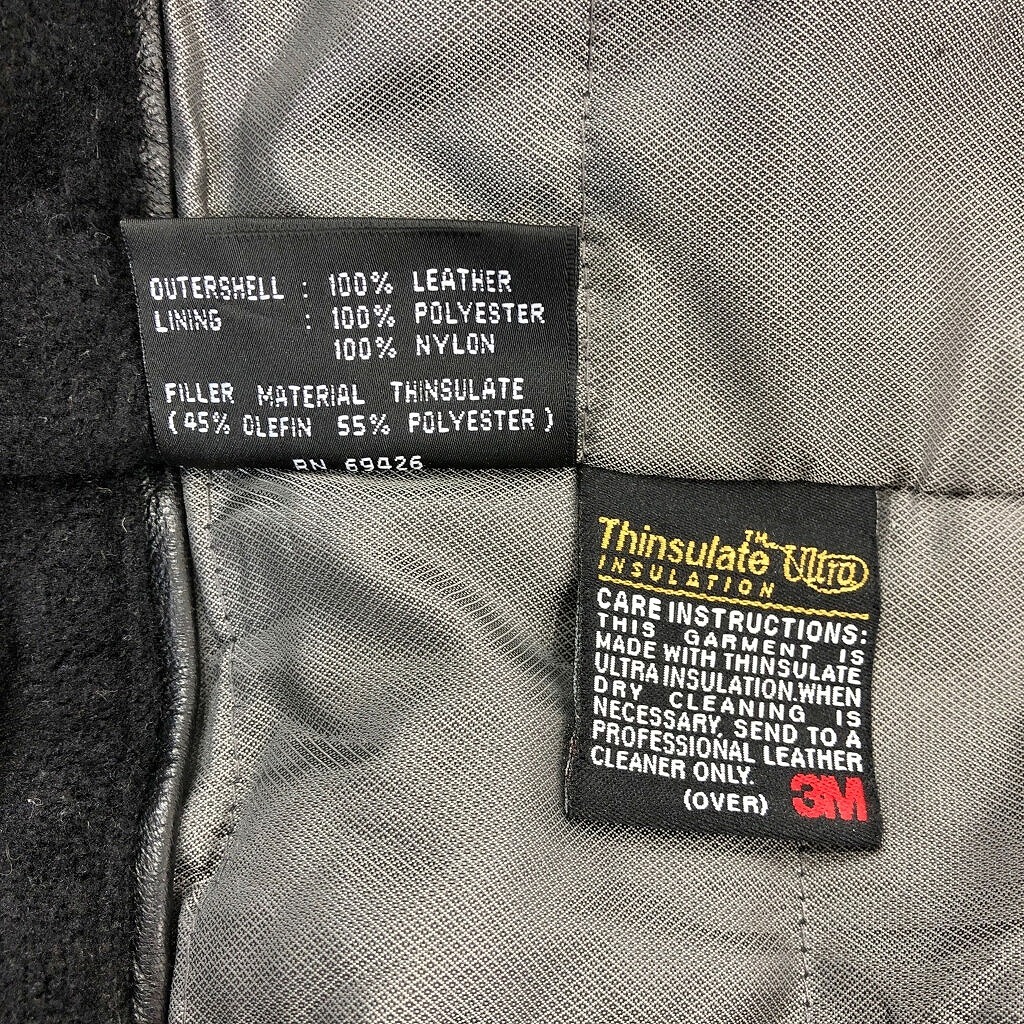 OUTERSHELL : 100% LEATHER
LINING : 100% POLYESTER
100% NYLON
FILLER MATERIAL THINSULATE
(45% OLEFIN 55% POLYESTER)
RN 69426
Thinsulate™ Ultra
INSULATION
CARE INSTRUCTIONS:
THIS GARMENT IS
MADE WITH THINSULATE
ULTRA INSULATION.WHEN
DRY CLEANING IS
NECESSARY, SEND TO A
PROFESSIONAL LEATHER
CLEANER ONLY.
(OVER) 3M